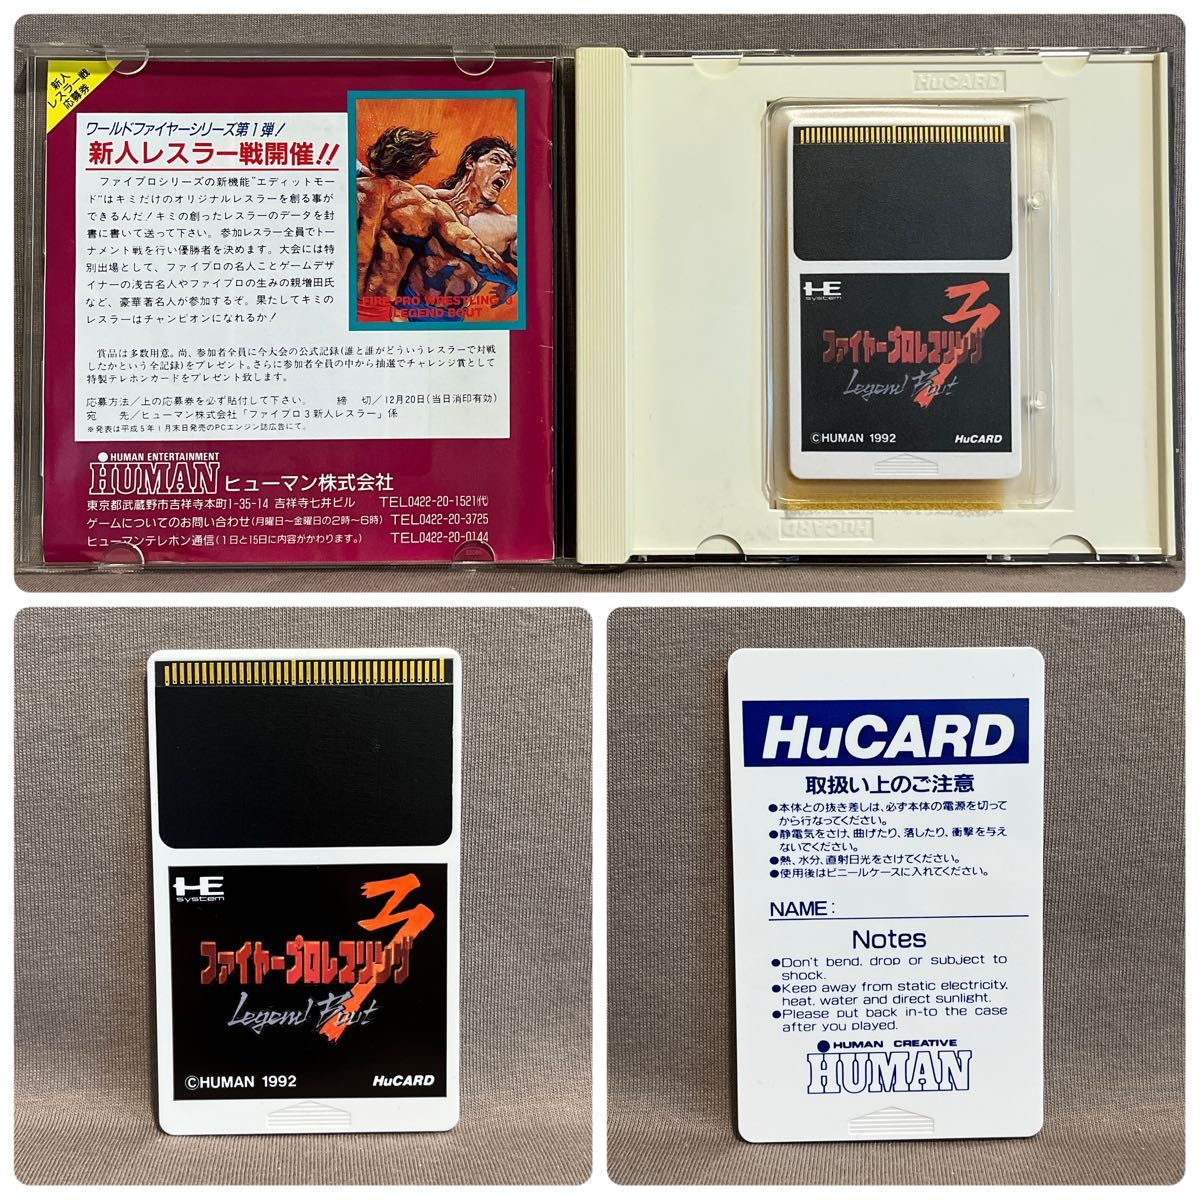 新人
レスラー戦
応募券
ワールドファイヤーシリーズ第1弾!
新人レスラー戦開催!!
ファイプロシリーズの新機能"エディットモー
ド"はキミだけのオリジナルレスラーを創る事が
できるんだ!キミの創ったレスラーのデータを封
書に書いて送って下さい。参加レスラー全員でトー
ナメント戦を行い優勝者を決めます。大会には特
別出場として、ファイプロの名人ことゲームデザ
イナーの浅古名人やファイプロの生みの親増田氏
など、豪華著名人が参加するぞ。果たしてキミの
レスラーはチャンピオンになれるか!
FIRE PRO WRESTLING 3
LEGEND BOUT
賞品は多数用意。尚、参加者全員に今大会の公式記録(誰と誰がどういうレスラーで対戦
したかという全記録)をプレゼント。さらに参加者全員の中から抽選でチャレンジ賞として
特製テレホンカードをプレゼント致します。
応募方法/上の応募券を必ず貼付して下さい。 締 切/12月20日(当日消印有効)
宛 先/ヒューマン株式会社「ファイプロ3新人レスラー」係
※発表は平成5年1月末日発売のPCエンジン誌広告にて。
HUMAN ENTERTAINMENT
HUMAN ヒューマン株式会社
東京都武蔵野市吉祥寺本町1-35-14 吉祥寺七井ビル TEL0422-20-1521(代)
ゲームについてのお問い合わせ(月曜日~金曜日の2時~6時) TEL0422-20-3725
ヒューマンテレホン通信(1日と15日に内容がかわります。) TEL0422-20-0144
HuCARD
HE
system
3
ファイヤープロレスリング
Legend Bout
©HUMAN 1992
HuCARD
HuCARD
HE
system
3
ファイヤープロレスリング
Legend Bout
©HUMAN 1992
HuCARD
HuCARD
取扱い上のご注意
●本体との抜き差しは、必ず本体の電源を切って
から行なってください。
●静電気をさけ、曲げたり、落したり、衝撃を与え
ないでください。
●熱、水分、直射日光をさけてください。
●使用後はビニールケースに入れてください。
NAME:
Notes
●Don't bend, drop or subject to
shock.
●Keep away from static electricity,
heat, water and direct sunlight.
●Please put back in-to the case
after you played.
HUMAN CREATIVE
HUMAN